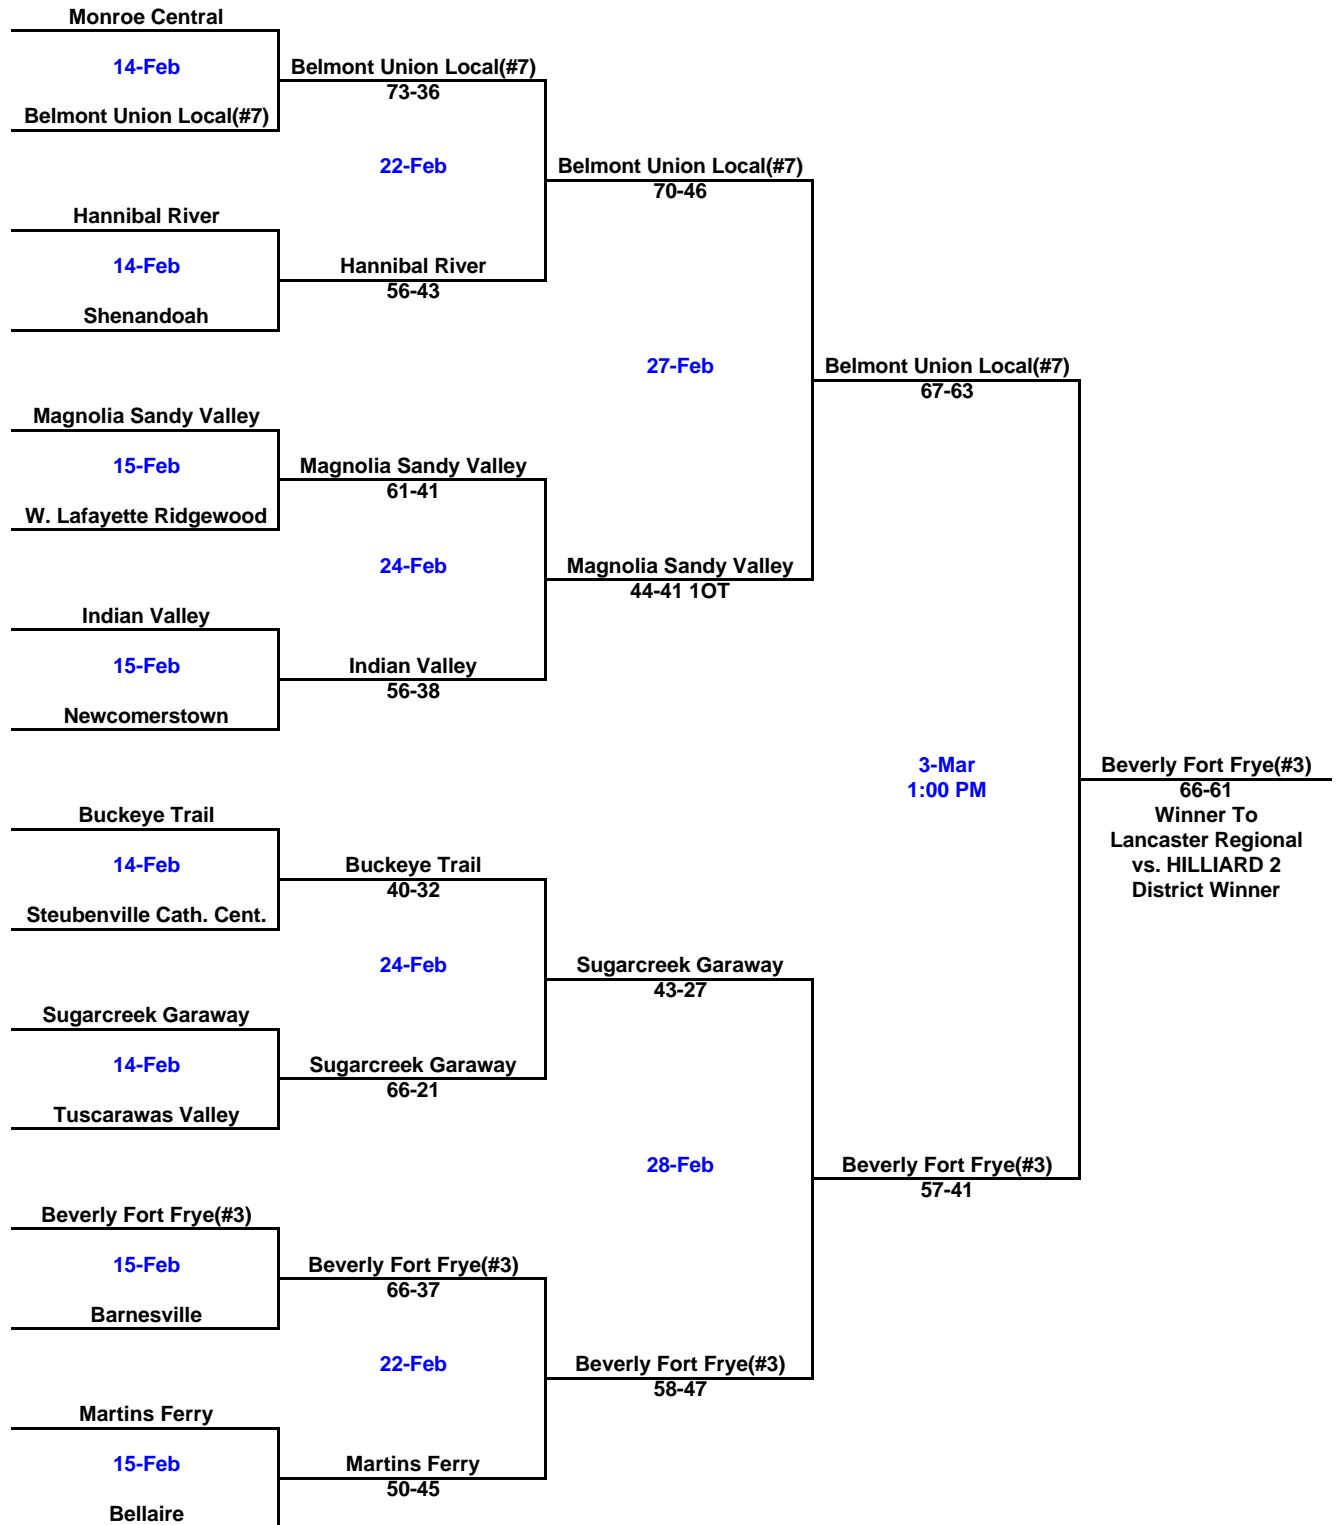 Monroe Central
14-Feb
Belmont Union Local(#7)
Belmont Union Local(#7)
73-36
22-Feb
Belmont Union Local(#7)
70-46
Hannibal River
14-Feb
Hannibal River
56-43
Shenandoah
27-Feb
Belmont Union Local(#7)
67-63
Magnolia Sandy Valley
15-Feb
Magnolia Sandy Valley
61-41
W. Lafayette Ridgewood
24-Feb
Magnolia Sandy Valley
44-41 1OT
Indian Valley
15-Feb
Indian Valley
56-38
Newcomerstown
3-Mar
1:00 PM
Beverly Fort Frye(#3)
66-61
Winner To
Lancaster Regional
vs. HILLIARD 2
District Winner
Buckeye Trail
14-Feb
Buckeye Trail
40-32
Steubenville Cath. Cent.
24-Feb
Sugarcreek Garaway
43-27
Sugarcreek Garaway
14-Feb
Sugarcreek Garaway
66-21
Tuscarawas Valley
28-Feb
Beverly Fort Frye(#3)
57-41
Beverly Fort Frye(#3)
15-Feb
Beverly Fort Frye(#3)
66-37
Barnesville
22-Feb
Beverly Fort Frye(#3)
58-47
Martins Ferry
15-Feb
Martins Ferry
50-45
Bellaire